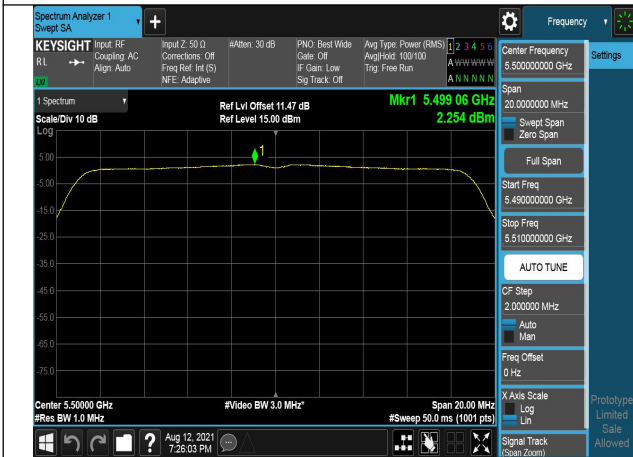 Spectrum Analyzer 1
Swept SA
+
Frequency
KEYSIGHT
RL
LXI
Input: RF
Coupling: AC
Align: Auto
Input Z: 50 Ω
Corrections: Off
Freq Ref: Int (S)
NFE: Adaptive
#Atten: 30 dB
PNO: Best Wide
Gate: Off
IF Gain: Low
Sig Track: Off
Avg Type: Power (RMS)
Avg|Hold: 100/100
Trig: Free Run
1 2 3 4 5 6
A W W W W W
A N N N N N
1 Spectrum
Scale/Div 10 dB
Log
Ref Lvl Offset 11.47 dB
Ref Level 15.00 dBm
Mkr1 5.499 06 GHz
2.254 dBm
1
5.00
-5.00
-15.0
-25.0
-35.0
-45.0
-55.0
-65.0
-75.0
Center 5.50000 GHz
#Res BW 1.0 MHz
#Video BW 3.0 MHz*
Span 20.00 MHz
#Sweep 50.0 ms (1001 pts)
Center Frequency
5.500000000 GHz
Span
20.0000000 MHz
Swept Span
Zero Span
Full Span
Start Freq
5.490000000 GHz
Stop Freq
5.510000000 GHz
AUTO TUNE
CF Step
2.000000 MHz
Auto
Man
Freq Offset
0 Hz
X Axis Scale
Log
Lin
Signal Track
(Span Zoom)
Settings
Prototype
Limited
Sale
Allowed
?
Aug 12, 2021
7:26:03 PM